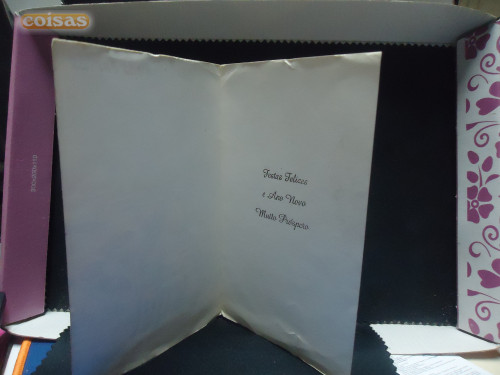 coisas
Festas Felizes
e Ano Novo
Muito Próspero